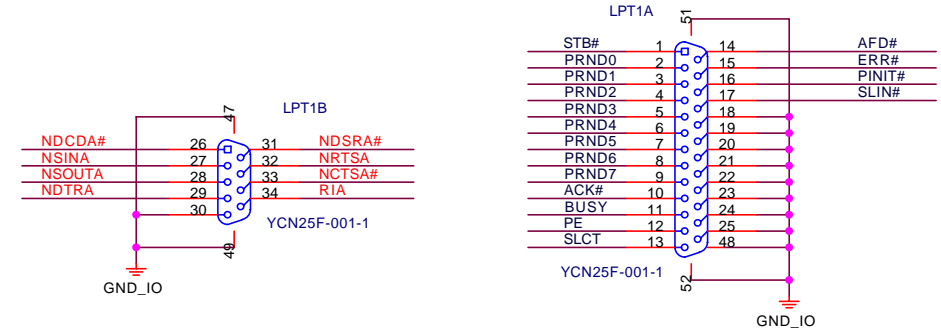 LPT1B
47
NDCDA# 26 31 NDSRA#
NSINA 27 32 NRTSA
NSOUTA 28 33 NCTSA#
NDTRA 29 34 RIA
30
YCN25F-001-1
49
GND_IO
LPT1A
51
STB# 1 14 AFD#
PRND0 2 15 ERR#
PRND1 3 16 PINIT#
PRND2 4 17 SLIN#
PRND3 5 18
PRND4 6 19
PRND5 7 20
PRND6 8 21
PRND7 9 22
ACK# 10 23
BUSY 11 24
PE 12 25
SLCT 13 48
YCN25F-001-1
52
GND_IO